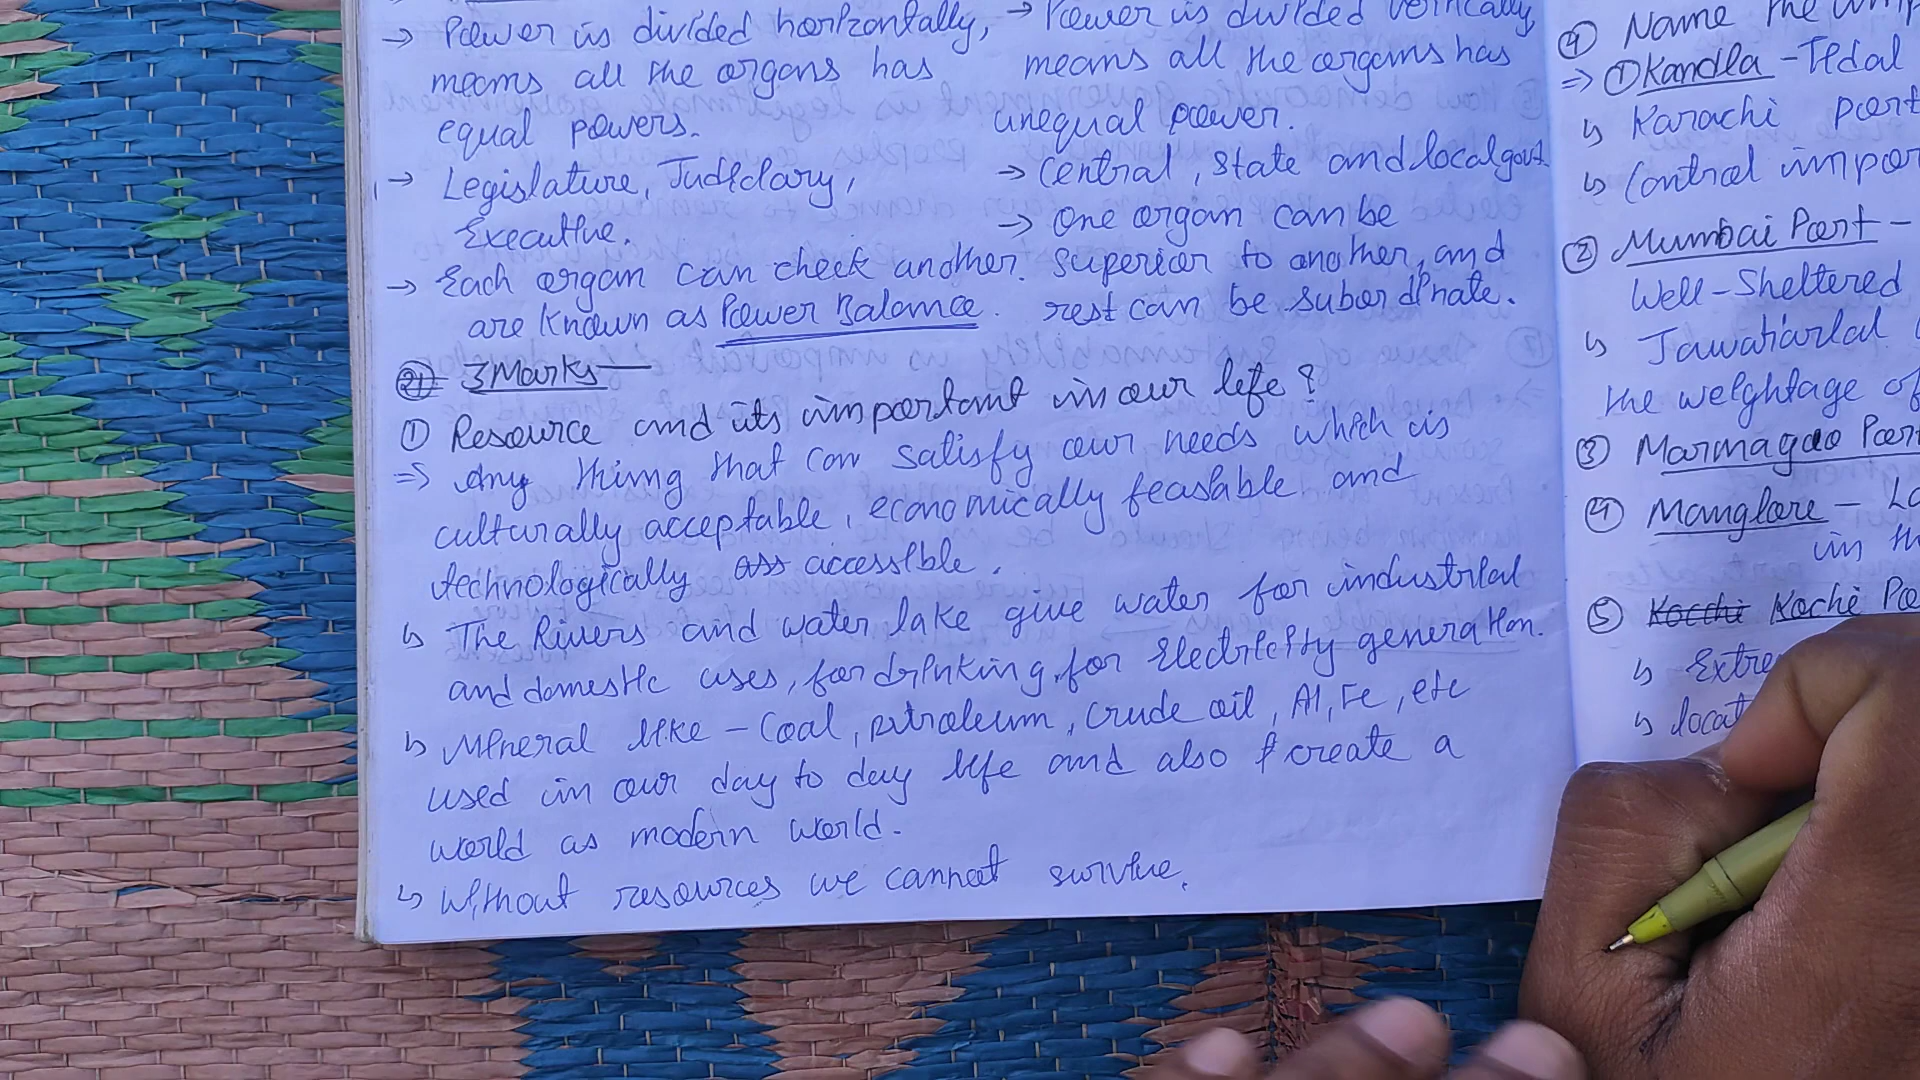 → Power is divided horizontally,
means all the organs has
equal powers.
→ Legislature, Judiciary,
Executive.
→ Each organ can check another.
are known as Power Balance.
→ Power is divided vertically,
means all the organs has
unequal power.
→ Central, State and local govt.
→ One organ can be
superior to another, and
rest can be subordinate.
3 Marks —
① Resource and its important in our life?
⇒ Any thing that can satisfy our needs which is
culturally acceptable, economically feasable and
technologically ass accessible.
↳ The Rivers and water lake give water for industrial
and domestic uses, for drinking, for Electricity generation.
↳ Mineral like – Coal, petroleum, crude oil, Al, Fe, etc
used in our day to day life and also create a
world as modern world.
↳ Without resources we cannot survive.
④ Name the
⇒ ① Kandla – Tidal
↳ Karachi port
↳ Control
② Mumbai Port –
Well-Sheltered
↳ Jawaharlal
the weightage of
③ Marmagao Port
④ Manglore –
in
⑤ Kocchi Kochi
↳
↳